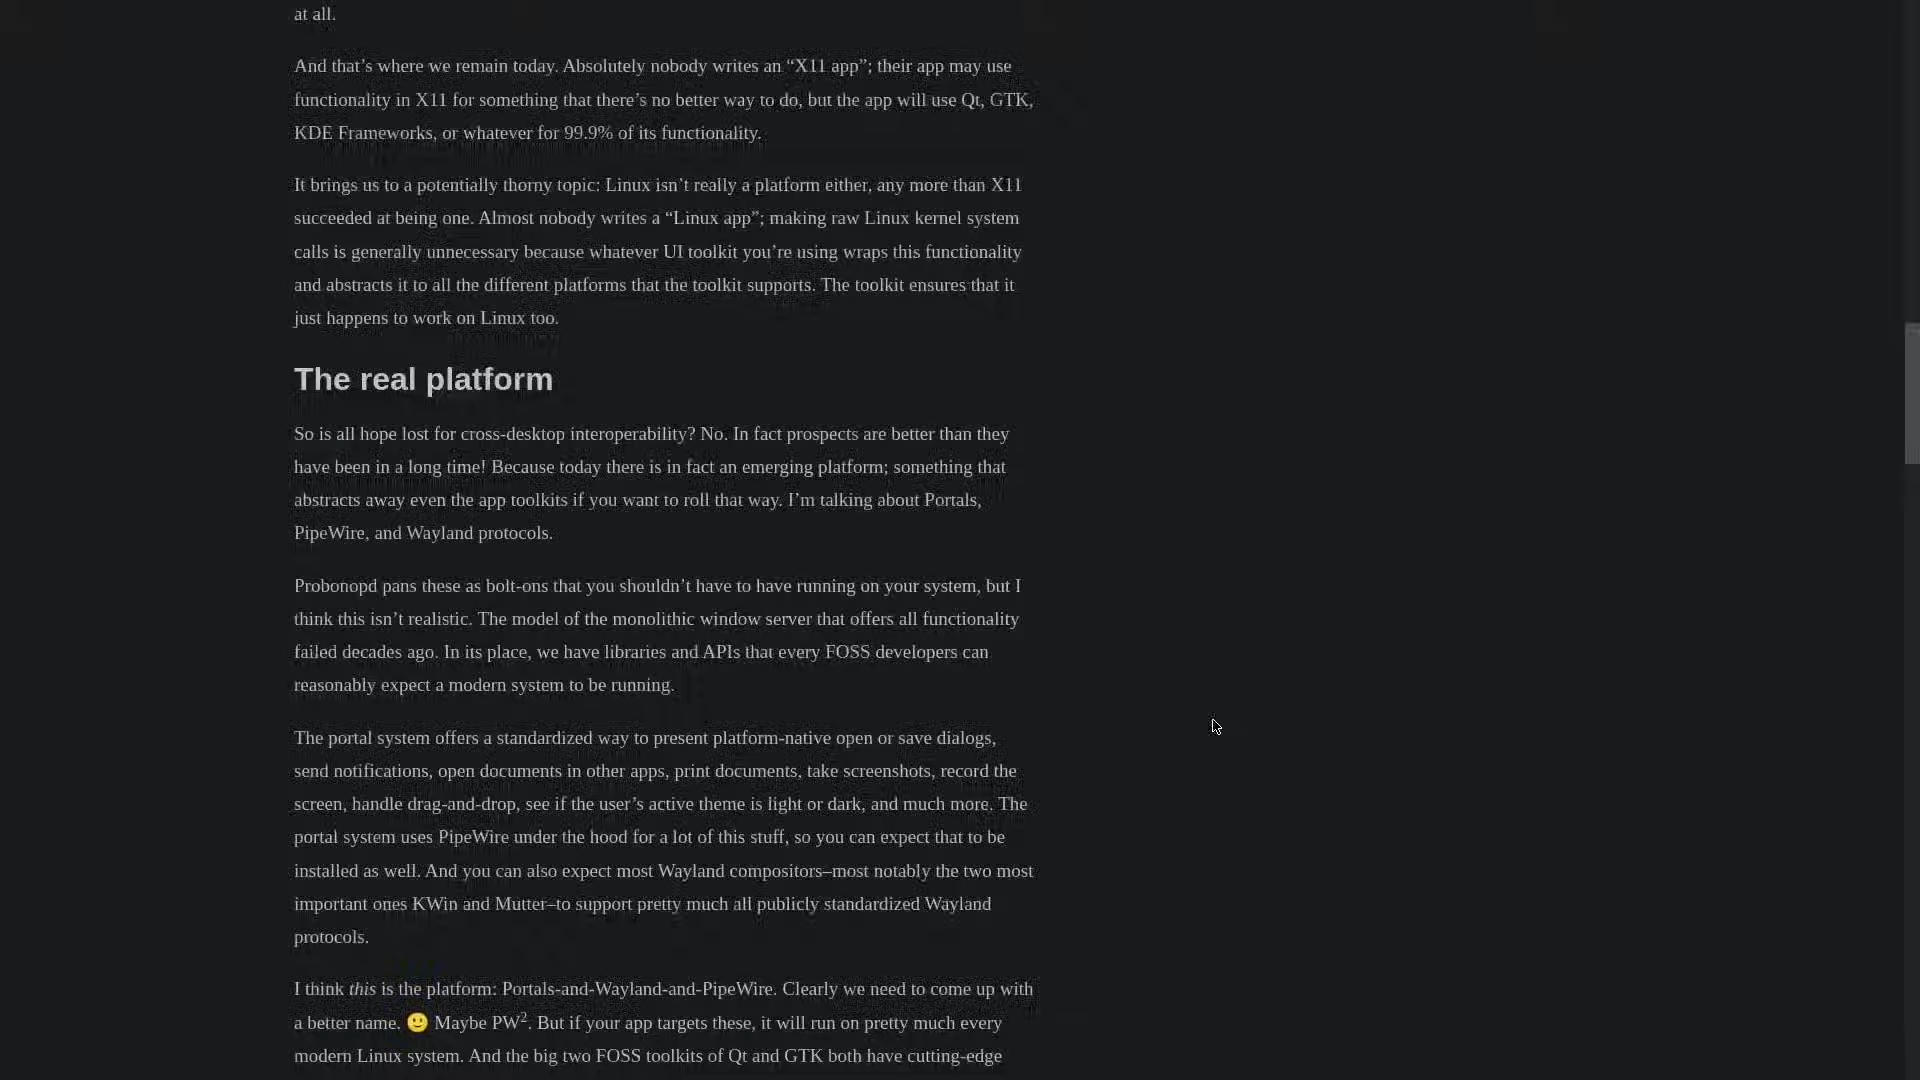 at all.
And that’s where we remain today. Absolutely nobody writes an “X11 app”; their app may use
functionality in X11 for something that there’s no better way to do, but the app will use Qt, GTK,
KDE Frameworks, or whatever for 99.9% of its functionality.
It brings us to a potentially thorny topic: Linux isn’t really a platform either, any more than X11
succeeded at being one. Almost nobody writes a “Linux app”; making raw Linux kernel system
calls is generally unnecessary because whatever UI toolkit you’re using wraps this functionality
and abstracts it to all the different platforms that the toolkit supports. The toolkit ensures that it
just happens to work on Linux too.
The real platform
So is all hope lost for cross-desktop interoperability? No. In fact prospects are better than they
have been in a long time! Because today there is in fact an emerging platform; something that
abstracts away even the app toolkits if you want to roll that way. I’m talking about Portals,
PipeWire, and Wayland protocols.
Probonopd pans these as bolt-ons that you shouldn’t have to have running on your system, but I
think this isn’t realistic. The model of the monolithic window server that offers all functionality
failed decades ago. In its place, we have libraries and APIs that every FOSS developers can
reasonably expect a modern system to be running.
The portal system offers a standardized way to present platform-native open or save dialogs,
send notifications, open documents in other apps, print documents, take screenshots, record the
screen, handle drag-and-drop, see if the user’s active theme is light or dark, and much more. The
portal system uses PipeWire under the hood for a lot of this stuff, so you can expect that to be
installed as well. And you can also expect most Wayland compositors–most notably the two most
important ones KWin and Mutter–to support pretty much all publicly standardized Wayland
protocols.
I think this is the platform: Portals-and-Wayland-and-PipeWire. Clearly we need to come up with
a better name. 🙂 Maybe PW². But if your app targets these, it will run on pretty much every
modern Linux system. And the big two FOSS toolkits of Qt and GTK both have cutting-edge